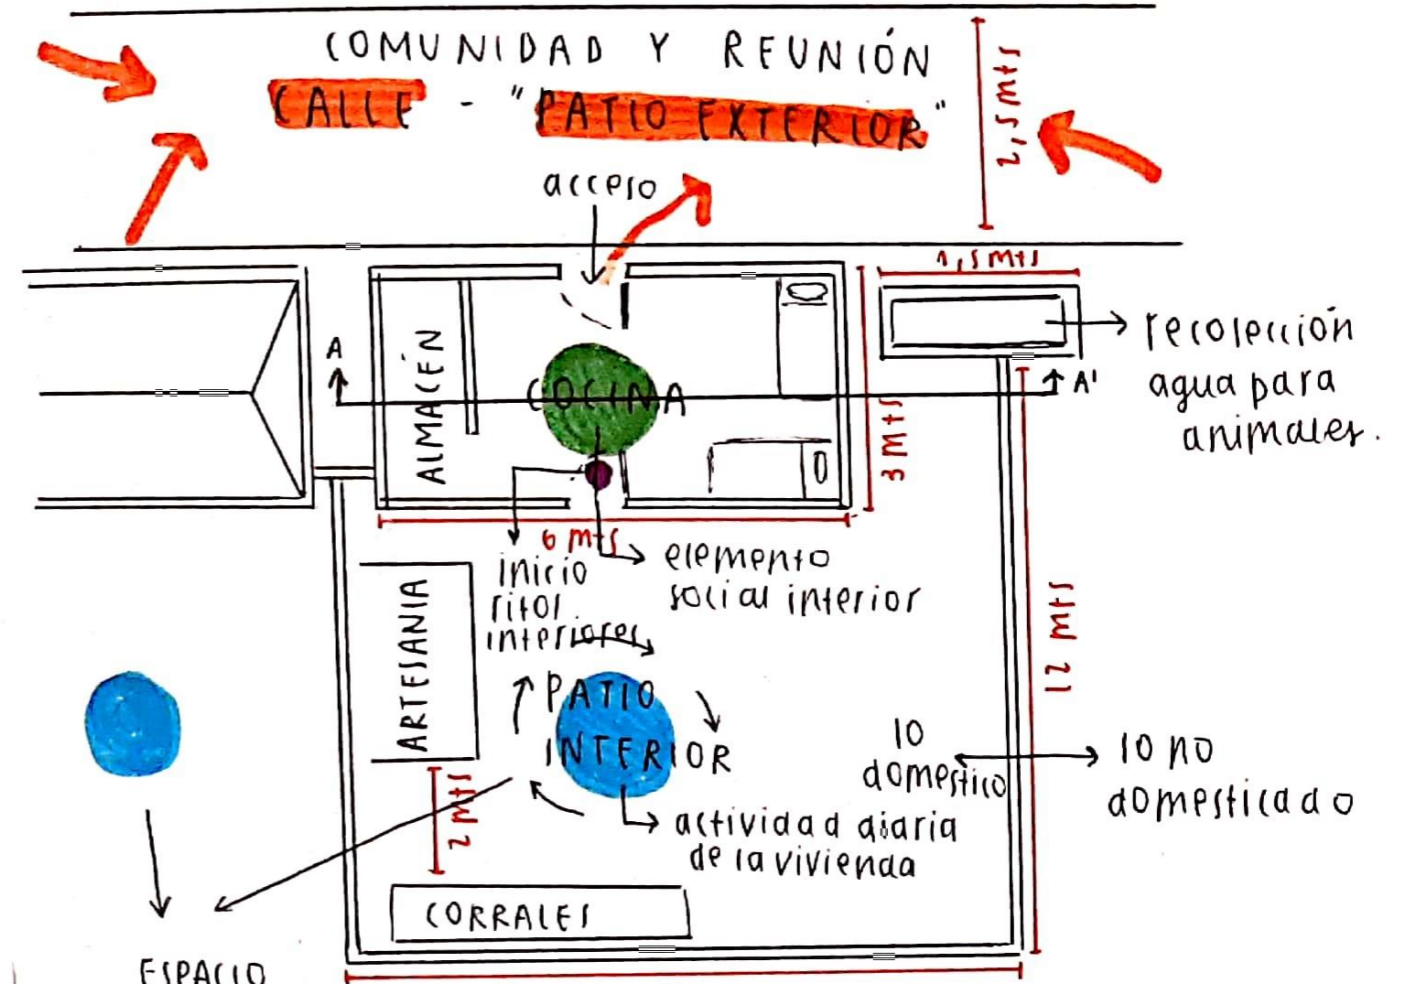 COMUNIDAD Y REUNIÓN
CALLE - "PATIO EXTERIOR"
2,5 mts
acceso
1,5 mts
recolección
agua para
animales.
A
A'
ALMACÉN
COCINA
3 mts
6 mts
inicio
ritos
interiores
elemento
social interior
ARTESANIA
PATIO
INTERIOR
12 mts
lo
domestico
lo no
domesticado
2 mts
actividad diaria
de la vivienda
CORRALES
ESPACIO